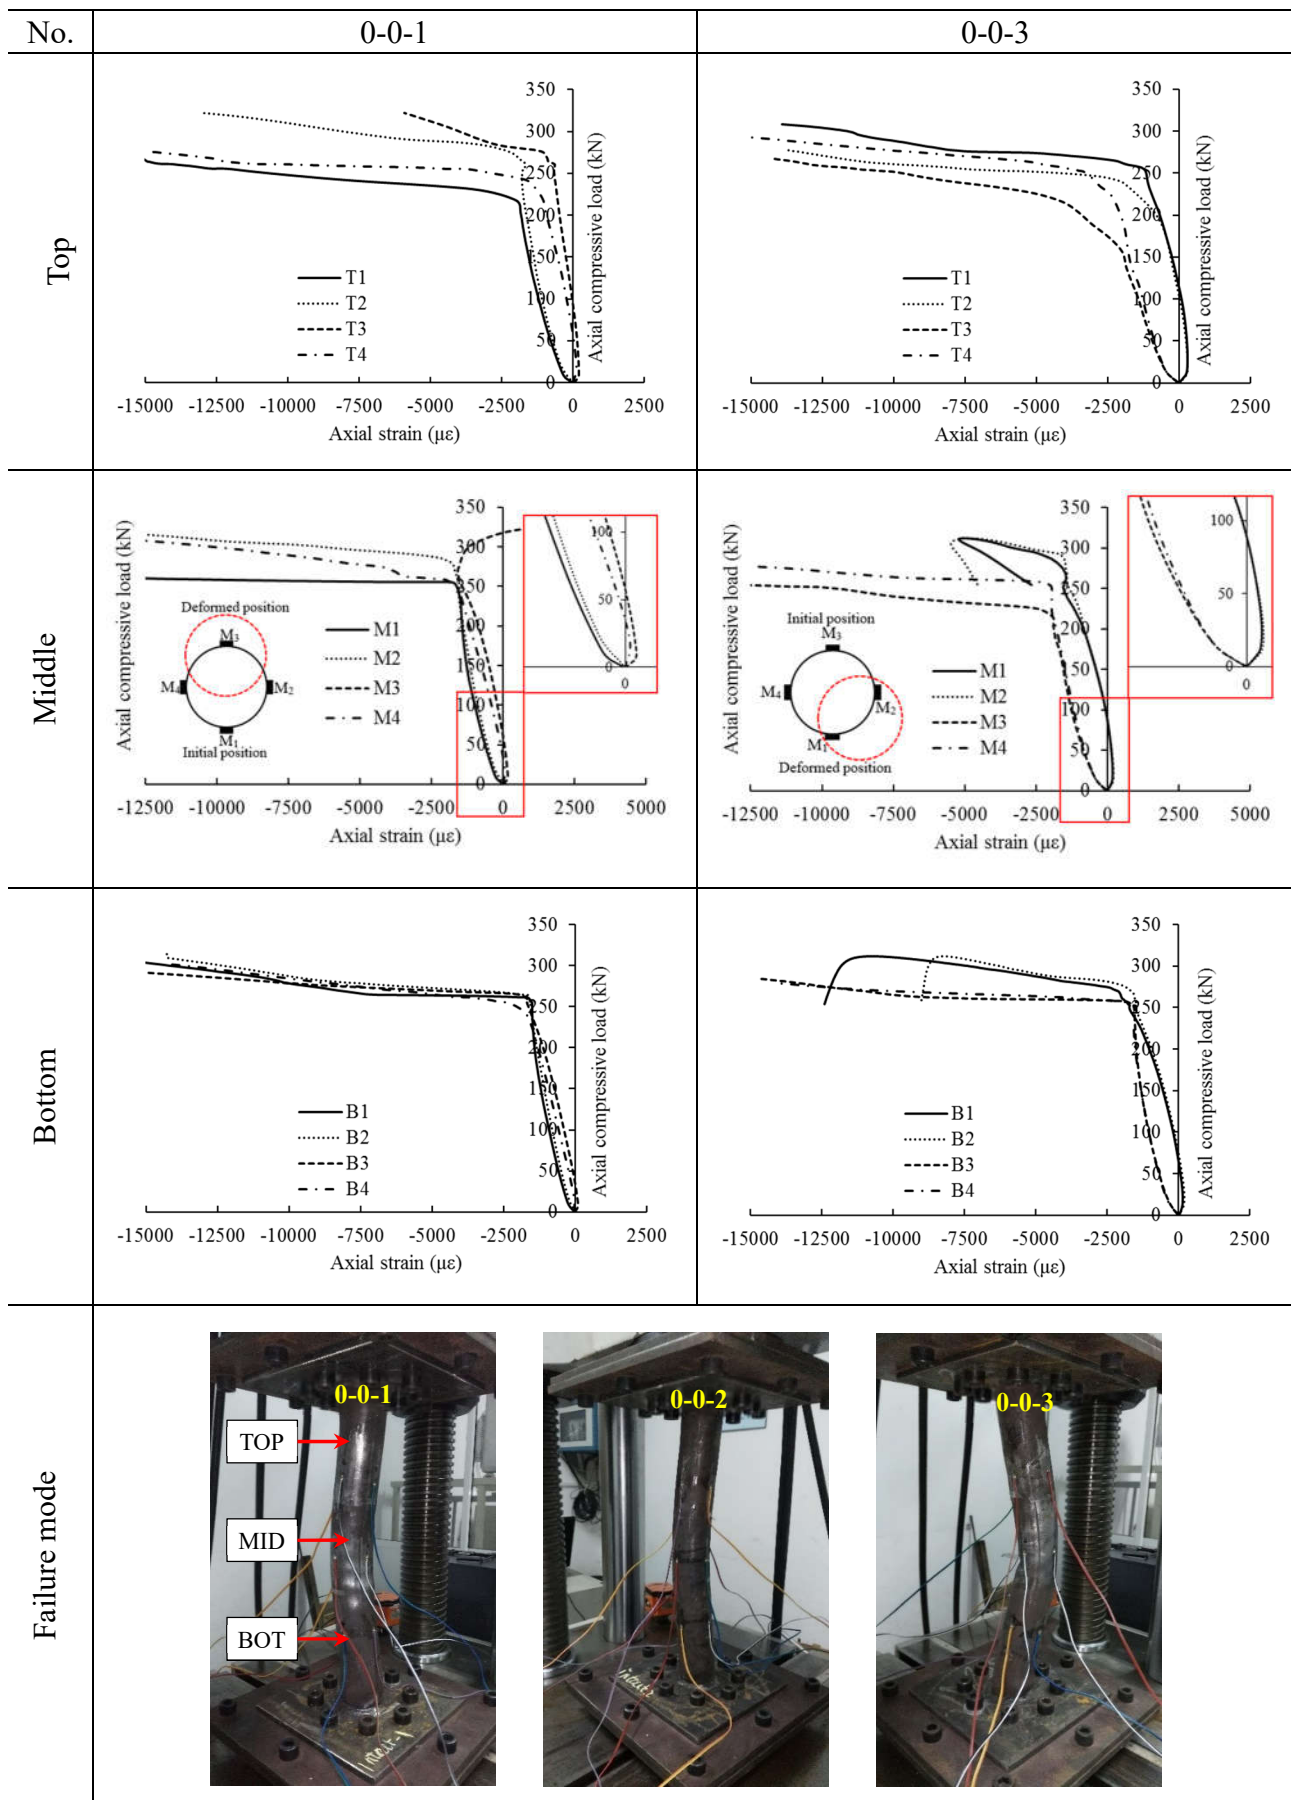 No.
0-0-1
0-0-3
Top
350
300
250
200
150
100
50
0
Axial compressive load (kN)
T1
T2
T3
T4
-15000 -12500 -10000 -7500 -5000 -2500 0 2500
Axial strain (με)
350
300
250
200
150
100
50
0
Axial compressive load (kN)
T1
T2
T3
T4
-15000 -12500 -10000 -7500 -5000 -2500 0 2500
Axial strain (με)
Middle
Axial compressive load (kN)
350
300
250
200
150
100
50
0
100
50
0
0
Deformed position
M3
M4
M2
M1
Initial position
M1
M2
M3
M4
-12500 -10000 -7500 -5000 -2500 0 2500 5000
Axial strain (με)
Axial compressive load (kN)
350
300
250
200
150
100
50
0
100
50
0
0
Initial position
M3
M4
M2
M1
Deformed position
M1
M2
M3
M4
-12500 -10000 -7500 -5000 -2500 0 2500 5000
Axial strain (με)
Bottom
350
300
250
200
150
100
50
0
Axial compressive load (kN)
B1
B2
B3
B4
-15000 -12500 -10000 -7500 -5000 -2500 0 2500
Axial strain (με)
350
300
250
200
150
100
50
0
Axial compressive load (kN)
B1
B2
B3
B4
-15000 -12500 -10000 -7500 -5000 -2500 0 2500
Axial strain (με)
Failure mode
0-0-1
TOP
MID
BOT
intact-1
0-0-2
intact-2
0-0-3